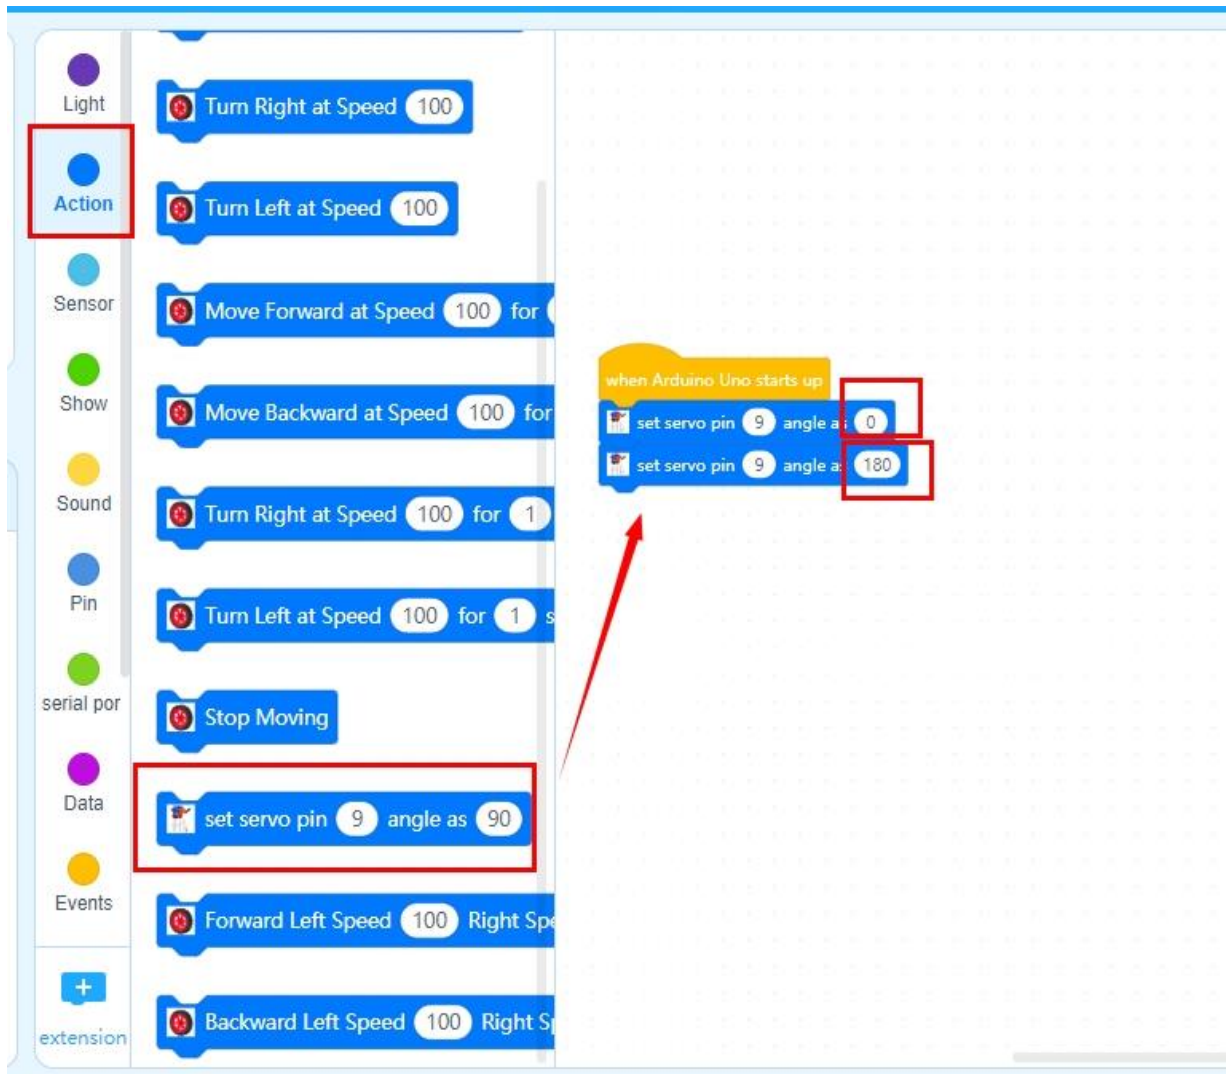 Light
Action
Sensor
Show
Sound
Pin
serial por
Data
Events
extension
Turn Right at Speed 100
Turn Left at Speed 100
Move Forward at Speed 100 for
Move Backward at Speed 100 for
Turn Right at Speed 100 for 1
Turn Left at Speed 100 for 1 s
Stop Moving
set servo pin 9 angle as 90
Forward Left Speed 100 Right Spe
Backward Left Speed 100 Right Sp
when Arduino Uno starts up
set servo pin 9 angle as 0
set servo pin 9 angle as 180